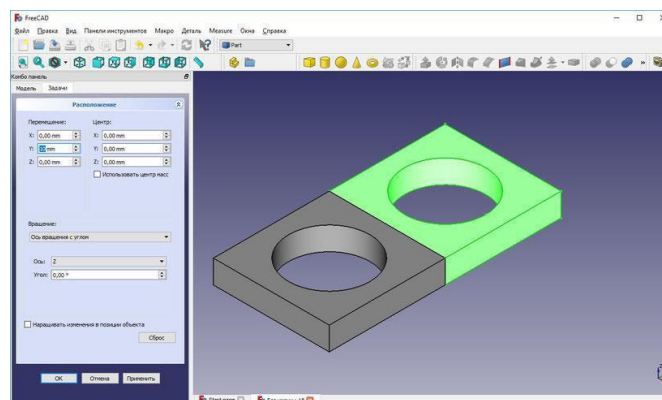 FreeCAD
Файл Правка Вид Панели инструментов Макро Деталь Measure Окна Справка
Part
Комбо панель
Модель Задачи
Расположение
Перемещение: Центр:
X: 0,00 mm X: 0,00 mm
Y: mm Y: 0,00 mm
Z: 0,00 mm Z: 0,00 mm
Использовать центр масс
Вращение:
Ось вращения с углом
Ось: Z
Угол: 0,00 °
Наращивать изменения в позиции объекта
Сброс
OK Отмена Применить
Start page